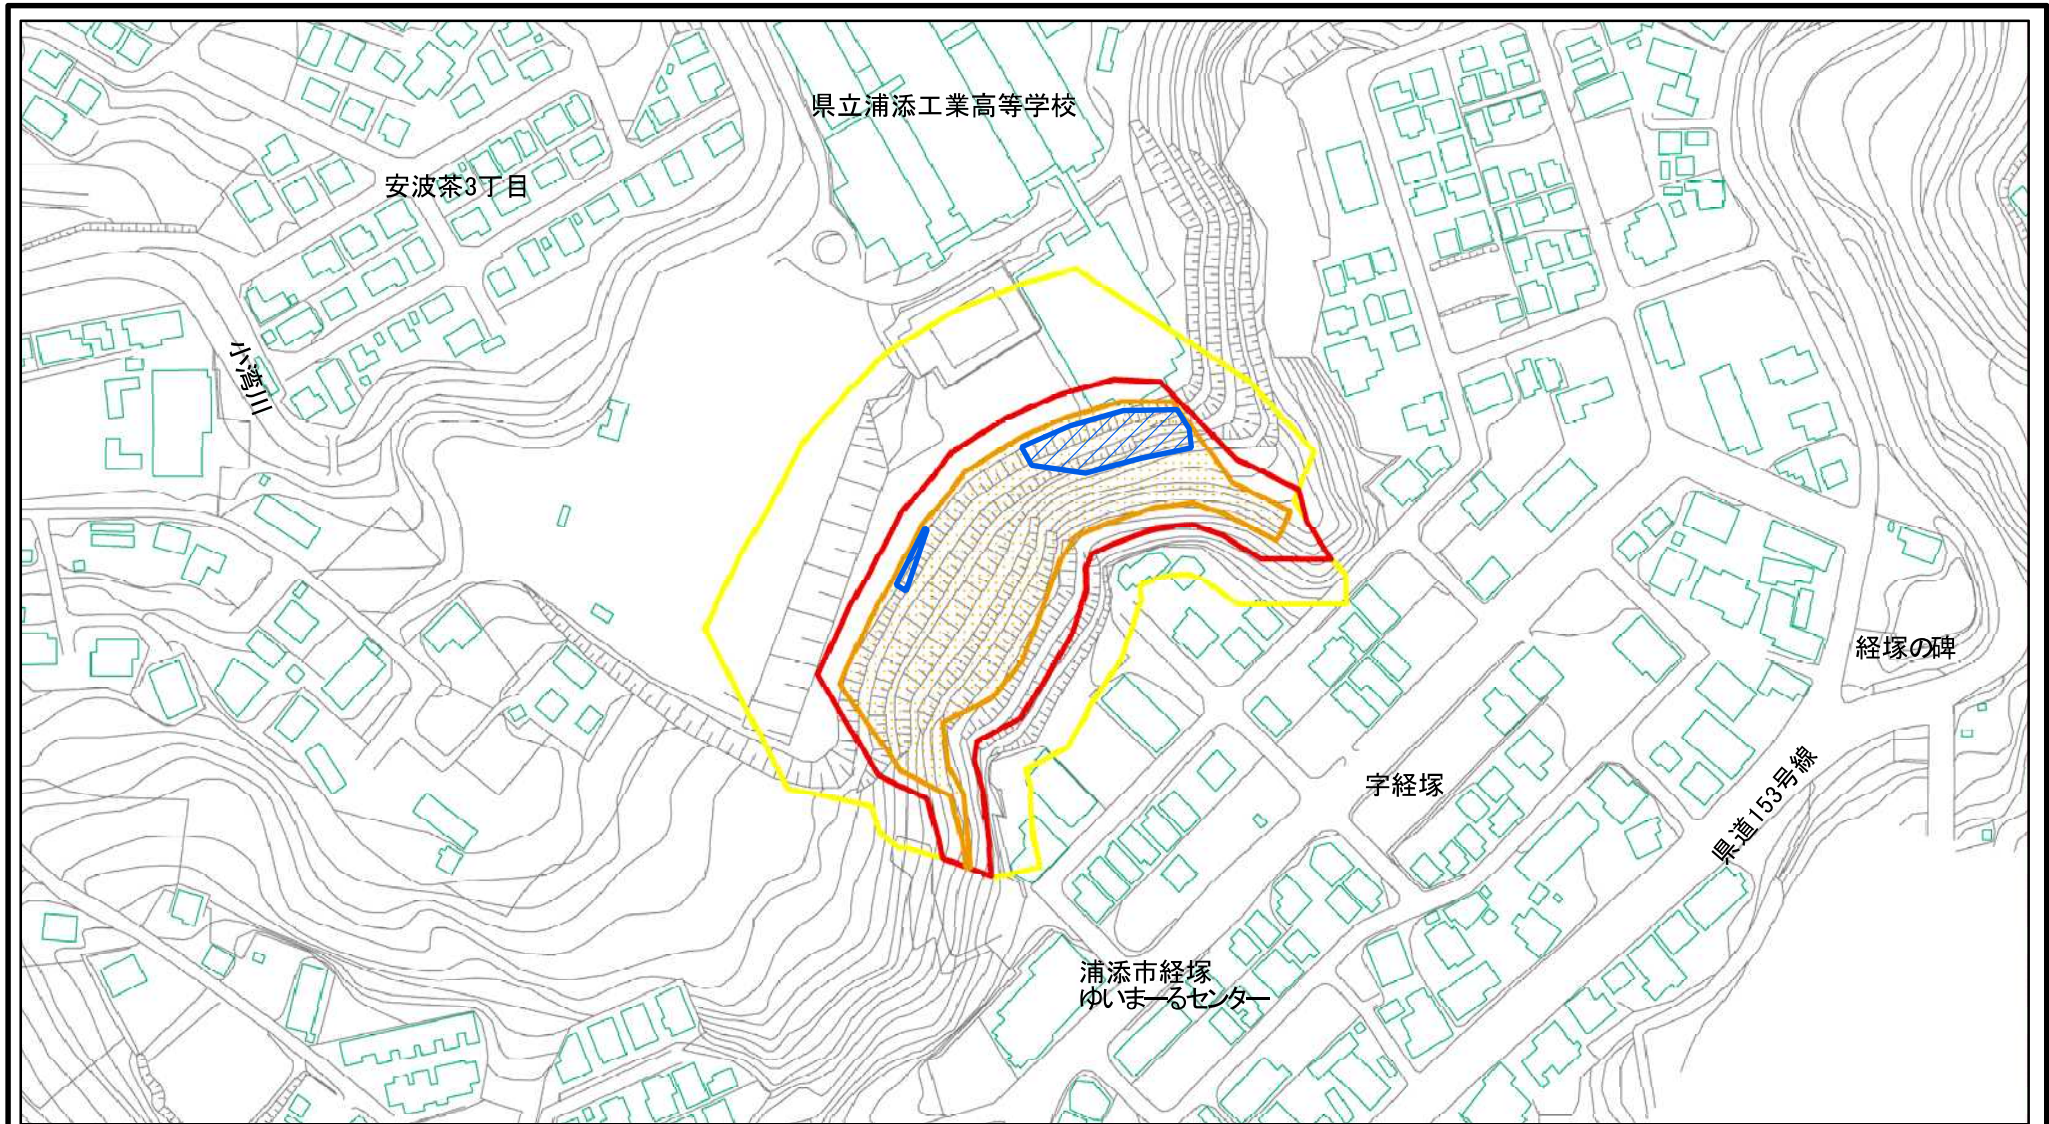 県立浦添工業高等学校
安波茶3丁目
小湾川
経塚の碑
字経塚
県道153号線
浦添市経塚
ゆいまーるセンター